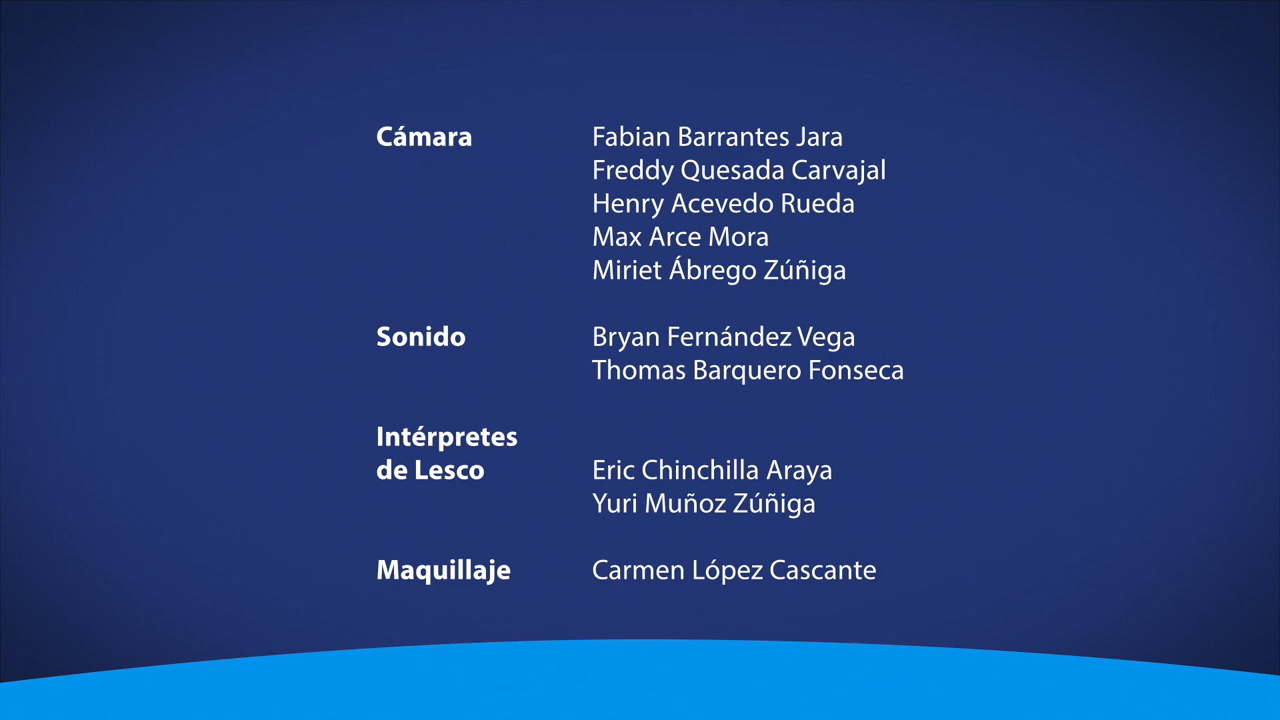 Cámara Fabian Barrantes Jara
Freddy Quesada Carvajal
Henry Acevedo Rueda
Max Arce Mora
Miriet Ábrego Zúñiga
Sonido Bryan Fernández Vega
Thomas Barquero Fonseca
Intérpretes
de Lesco Eric Chinchilla Araya
Yuri Muñoz Zúñiga
Maquillaje Carmen López Cascante